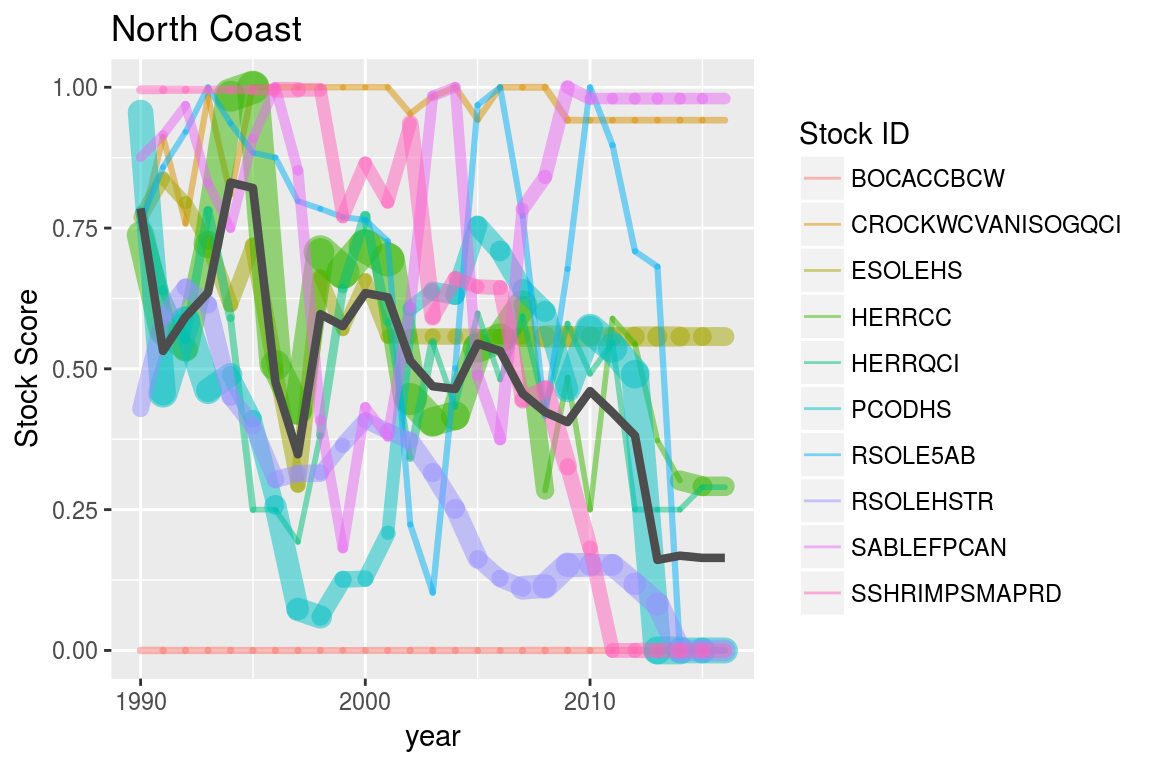 North Coast
Stock Score
1.00
0.75
0.50
0.25
0.00
1990
2000
2010
year
Stock ID
BOCACCBCW
CROCKWCVANISOGQCI
ESOLEHS
HERRCC
HERRQCI
PCODHS
RSOLE5AB
RSOLEHSTR
SABLEFPCAN
SSHRIMPSMAPRD